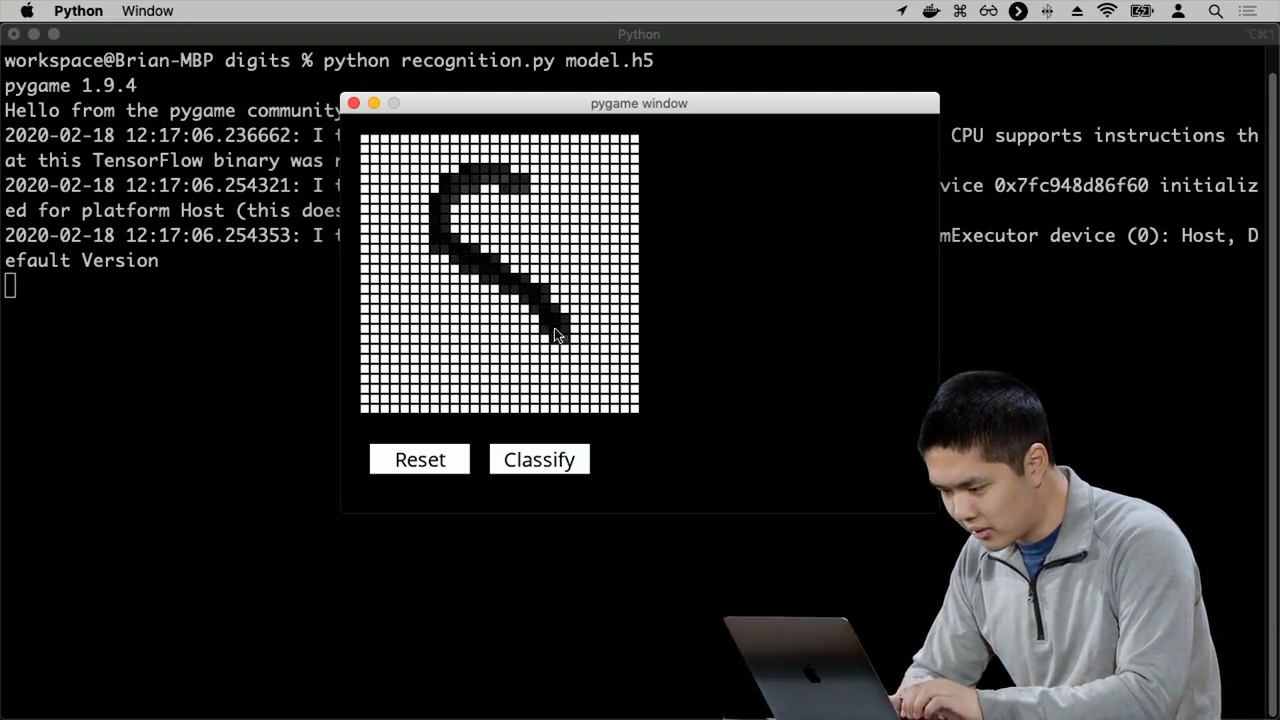 Python Window
Python ⌥⌘1
workspace@Brian-MBP digits % python recognition.py model.h5
pygame 1.9.4
Hello from the pygame community
pygame window
2020-02-18 12:17:06.236662: I t CPU supports instructions th
at this TensorFlow binary was r
2020-02-18 12:17:06.254321: I t vice 0x7fc948d86f60 initializ
ed for platform Host (this does
2020-02-18 12:17:06.254353: I t mExecutor device (0): Host, D
efault Version
Reset Classify